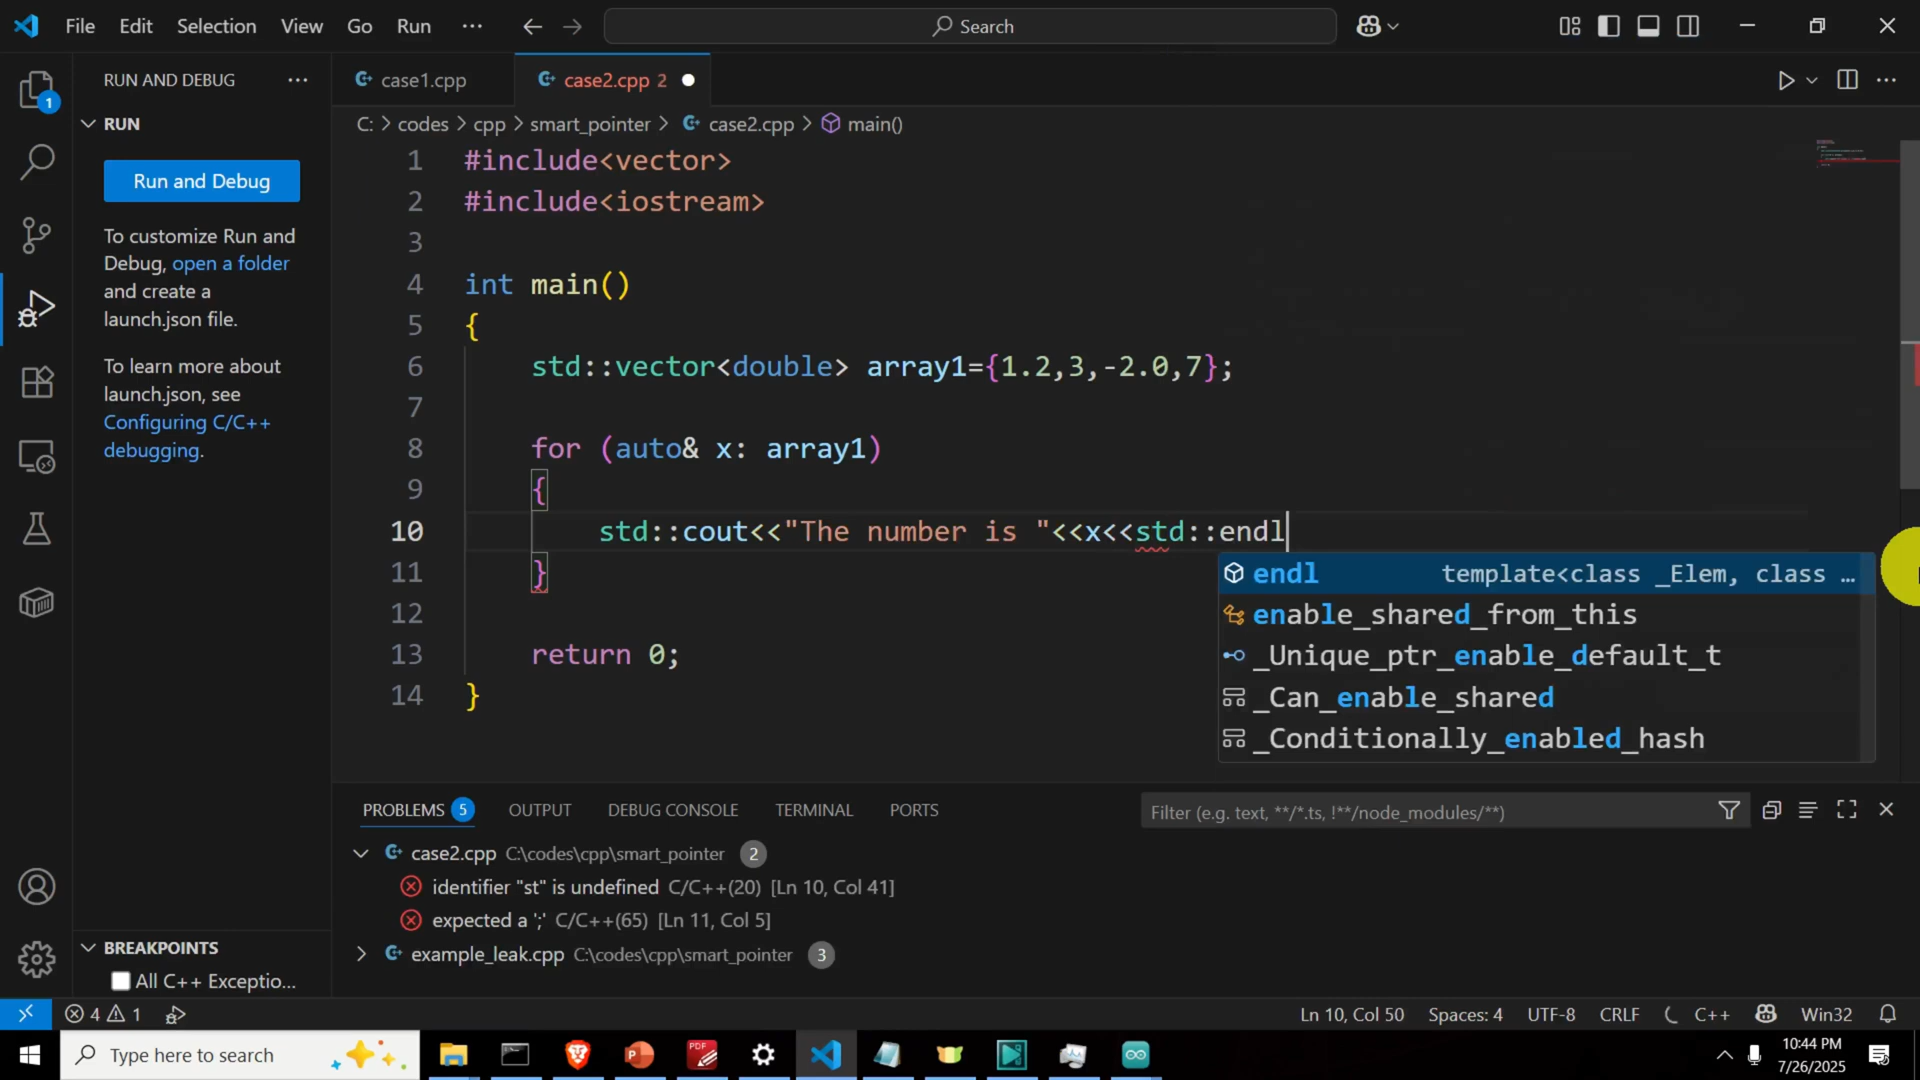 File Edit Selection View Go Run ··· Search
RUN AND DEBUG ··· case1.cpp case2.cpp 2
RUN
C: > codes > cpp > smart_pointer > case2.cpp > main()
Run and Debug
To customize Run and
Debug, open a folder
and create a
launch.json file.
To learn more about
launch.json, see
Configuring C/C++
debugging.
1 #include<vector>
2 #include<iostream>
3
4 int main()
5 {
6 std::vector<double> array1={1.2,3,-2.0,7};
7
8 for (auto& x: array1)
9 {
10 std::cout<<"The number is "<<x<<std::endl
11 }
12
13 return 0;
14 }
endl template<class _Elem, class …
enable_shared_from_this
_Unique_ptr_enable_default_t
_Can_enable_shared
_Conditionally_enabled_hash
PROBLEMS 5 OUTPUT DEBUG CONSOLE TERMINAL PORTS Filter (e.g. text, **/*.ts, !**/node_modules/**)
case2.cpp C:\codes\cpp\smart_pointer 2
identifier "st" is undefined C/C++(20) [Ln 10, Col 41]
expected a ';' C/C++(65) [Ln 11, Col 5]
example_leak.cpp C:\codes\cpp\smart_pointer 3
BREAKPOINTS
All C++ Exceptio...
1
4 1 Ln 10, Col 50 Spaces: 4 UTF-8 CRLF C++ Win32
Type here to search
PDF
10:44 PM
7/26/2025